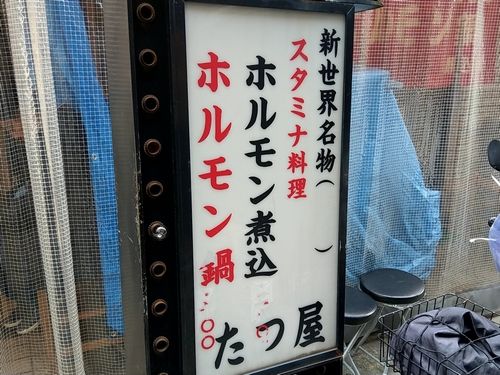 新世界名物(　　)
スタミナ料理
ホルモン煮込
ホルモン鍋…○○
たつ屋